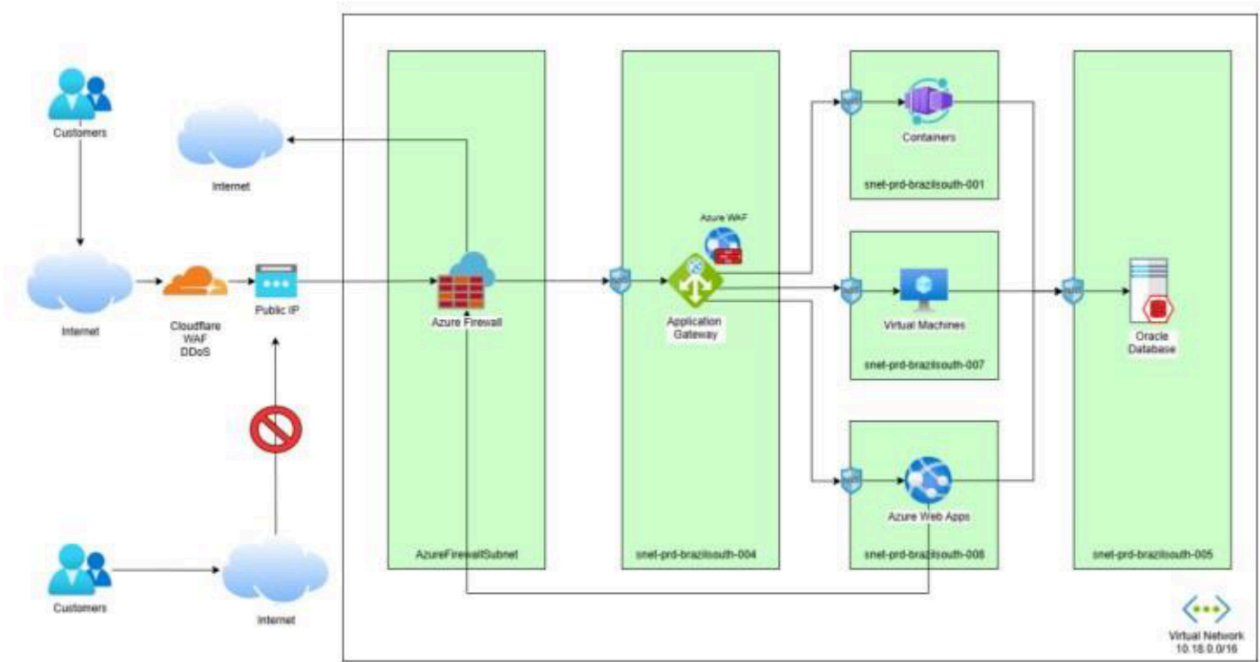 Customers
Internet
Internet
Cloudflare
WAF
DDoS
Public IP
Customers
Internet
Azure Firewall
AzureFirewallSubnet
Azure WAF
Application
Gateway
snet-prd-brazilsouth-004
Containers
snet-prd-brazilsouth-001
Virtual Machines
snet-prd-brazilsouth-007
Azure Web Apps
snet-prd-brazilsouth-008
Oracle
Database
snet-prd-brazilsouth-005
Virtual Network
10.18.0.0/16